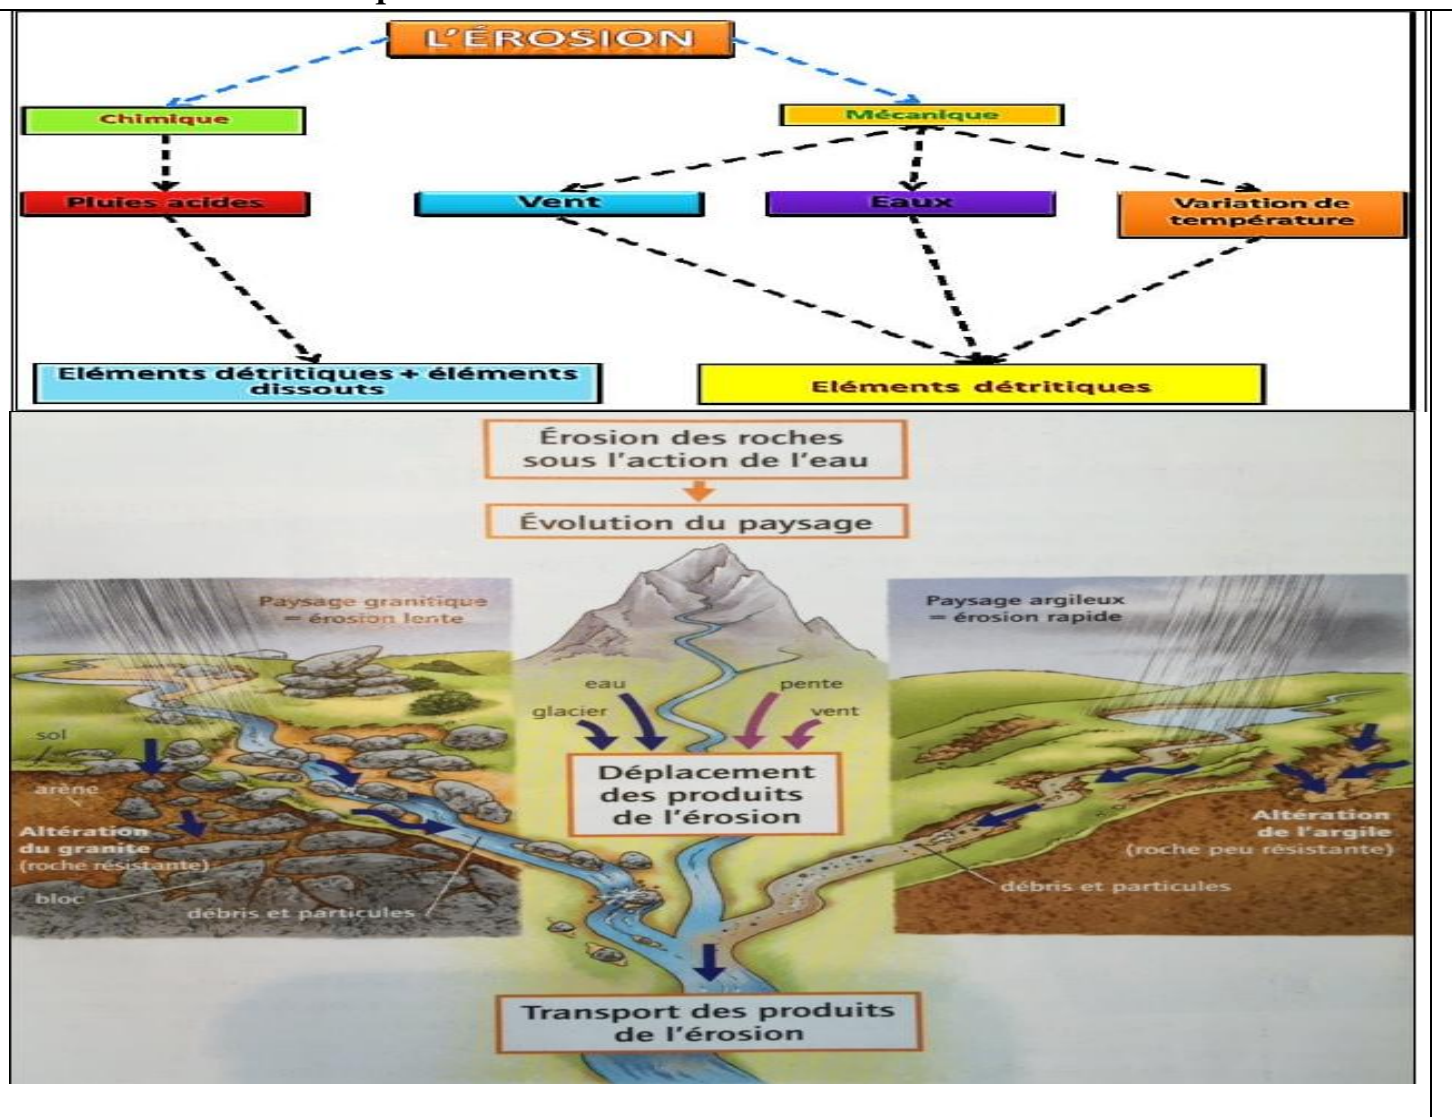 L'ÉROSION
Chimique
Mécanique
Pluies acides
Vent
Eaux
Variation de
température
Eléments détritiques + éléments
dissouts
Eléments détritiques
Érosion des roches
sous l'action de l'eau
Évolution du paysage
Paysage granitique
= érosion lente
Paysage argileux
= érosion rapide
eau
pente
glacier
vent
sol
arène
Altération
du granite
(roche résistante)
bloc
débris et particules
Déplacement
des produits
de l'érosion
Altération
de l'argile
(roche peu résistante)
débris et particules
Transport des produits
de l'érosion